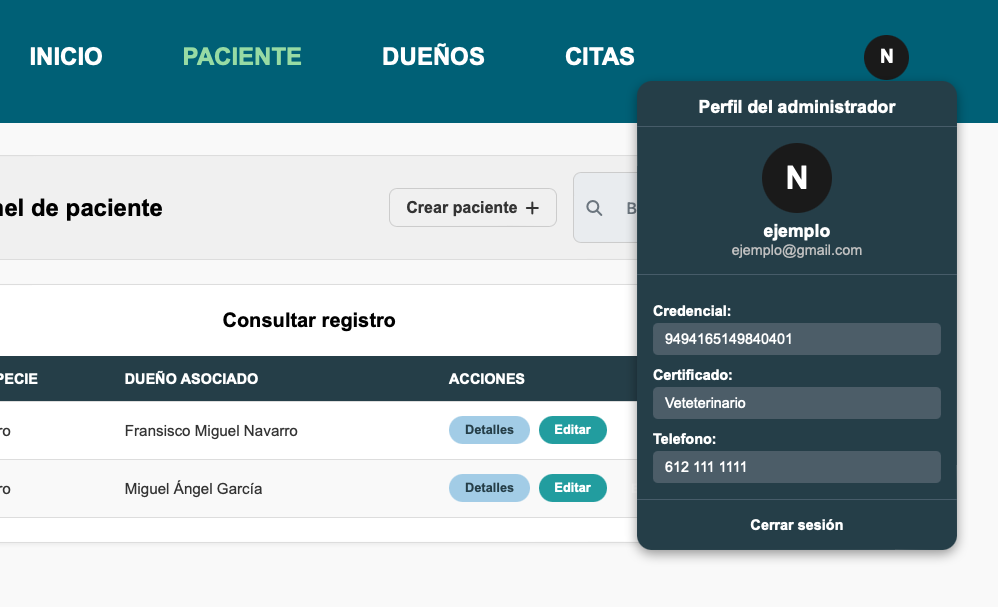 INICIO PACIENTE DUEÑOS CITAS N
Perfil del administrador
N
ejemplo
ejemplo@gmail.com
Credencial:
9494165149840401
Certificado:
Veteterinario
Telefono:
612 111 1111
Cerrar sesión
nel de paciente Crear paciente + B
Consultar registro
PECIE DUEÑO ASOCIADO ACCIONES
ro Fransisco Miguel Navarro Detalles Editar
ro Miguel Ángel García Detalles Editar